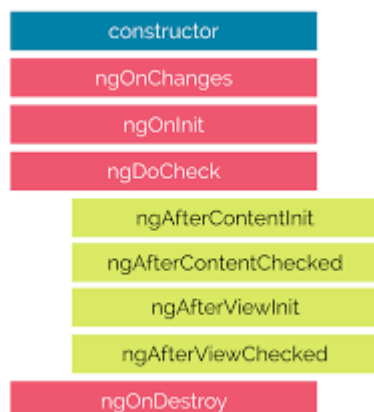 constructor
ngOnChanges
ngOnInit
ngDoCheck
ngAfterContentInit
ngAfterContentChecked
ngAfterViewInit
ngAfterViewChecked
ngOnDestroy